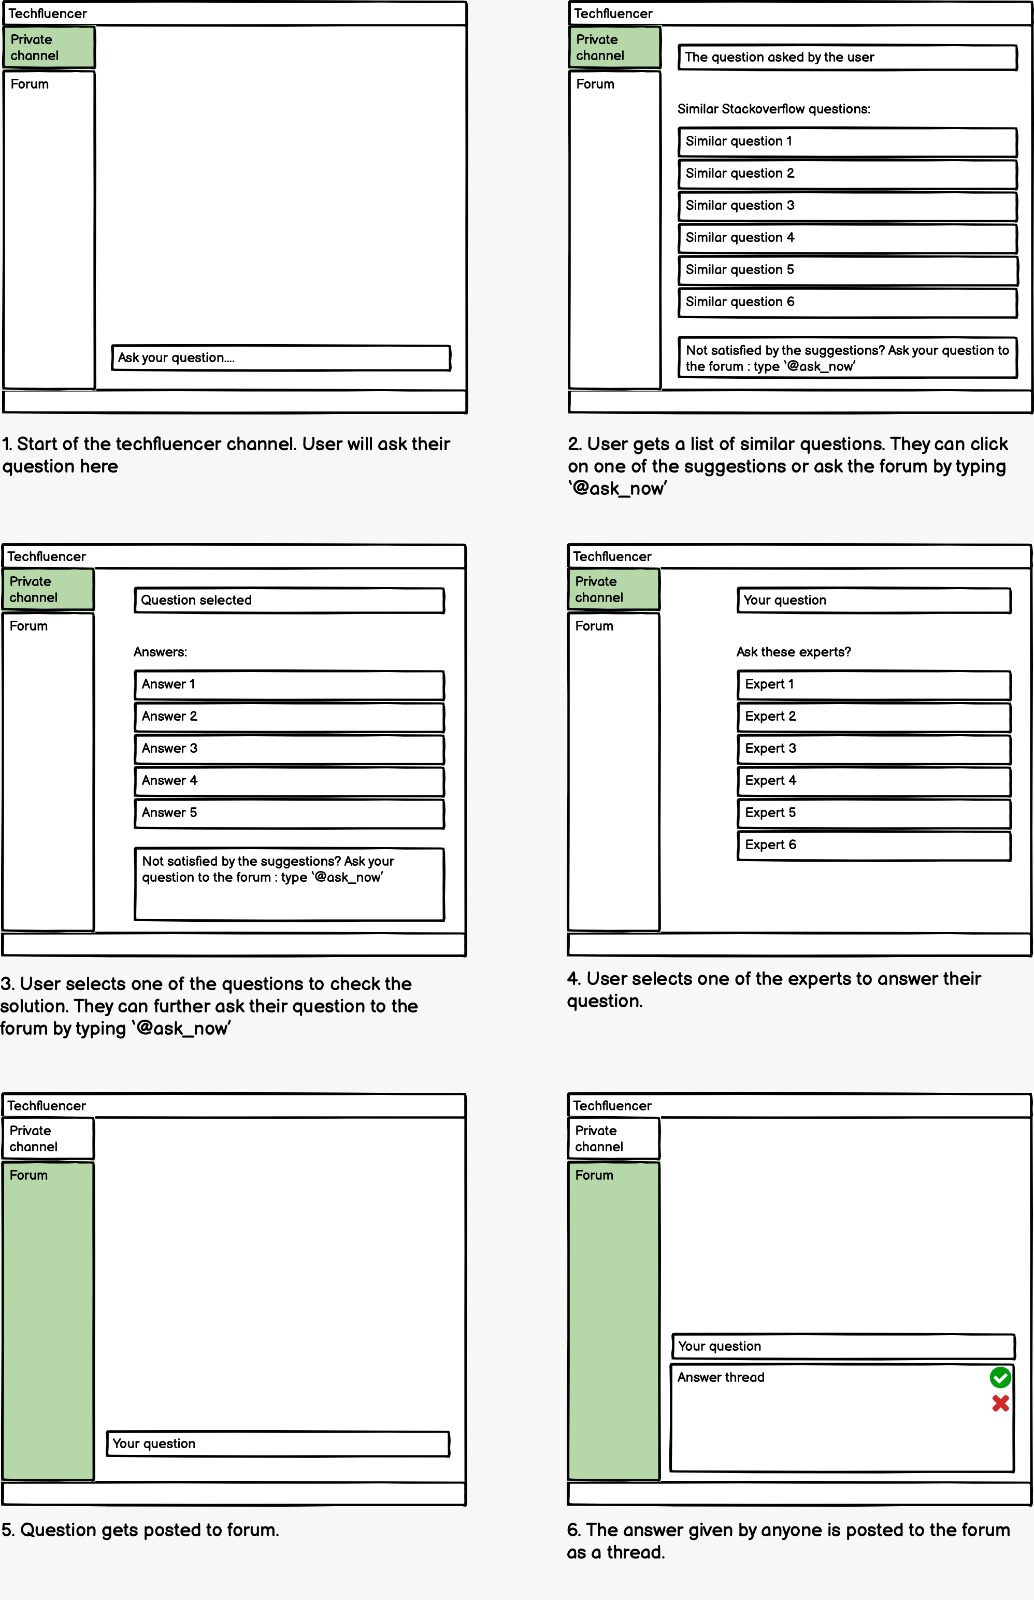 Techfluencer
Private
channel
Forum
Ask your question....
1. Start of the techfluencer channel. User will ask their
question here
Techfluencer
Private
channel
Forum
The question asked by the user
Similar Stackoverflow questions:
Similar question 1
Similar question 2
Similar question 3
Similar question 4
Similar question 5
Similar question 6
Not satisfied by the suggestions? Ask your question to
the forum : type '@ask_now'
2. User gets a list of similar questions. They can click
on one of the suggestions or ask the forum by typing
'@ask_now'
Techfluencer
Private
channel
Forum
Question selected
Answers:
Answer 1
Answer 2
Answer 3
Answer 4
Answer 5
Not satisfied by the suggestions? Ask your
question to the forum : type '@ask_now'
3. User selects one of the questions to check the
solution. They can further ask their question to the
forum by typing '@ask_now'
Techfluencer
Private
channel
Forum
Your question
Ask these experts?
Expert 1
Expert 2
Expert 3
Expert 4
Expert 5
Expert 6
4. User selects one of the experts to answer their
question.
Techfluencer
Private
channel
Forum
Your question
5. Question gets posted to forum.
Techfluencer
Private
channel
Forum
Your question
Answer thread
6. The answer given by anyone is posted to the forum
as a thread.